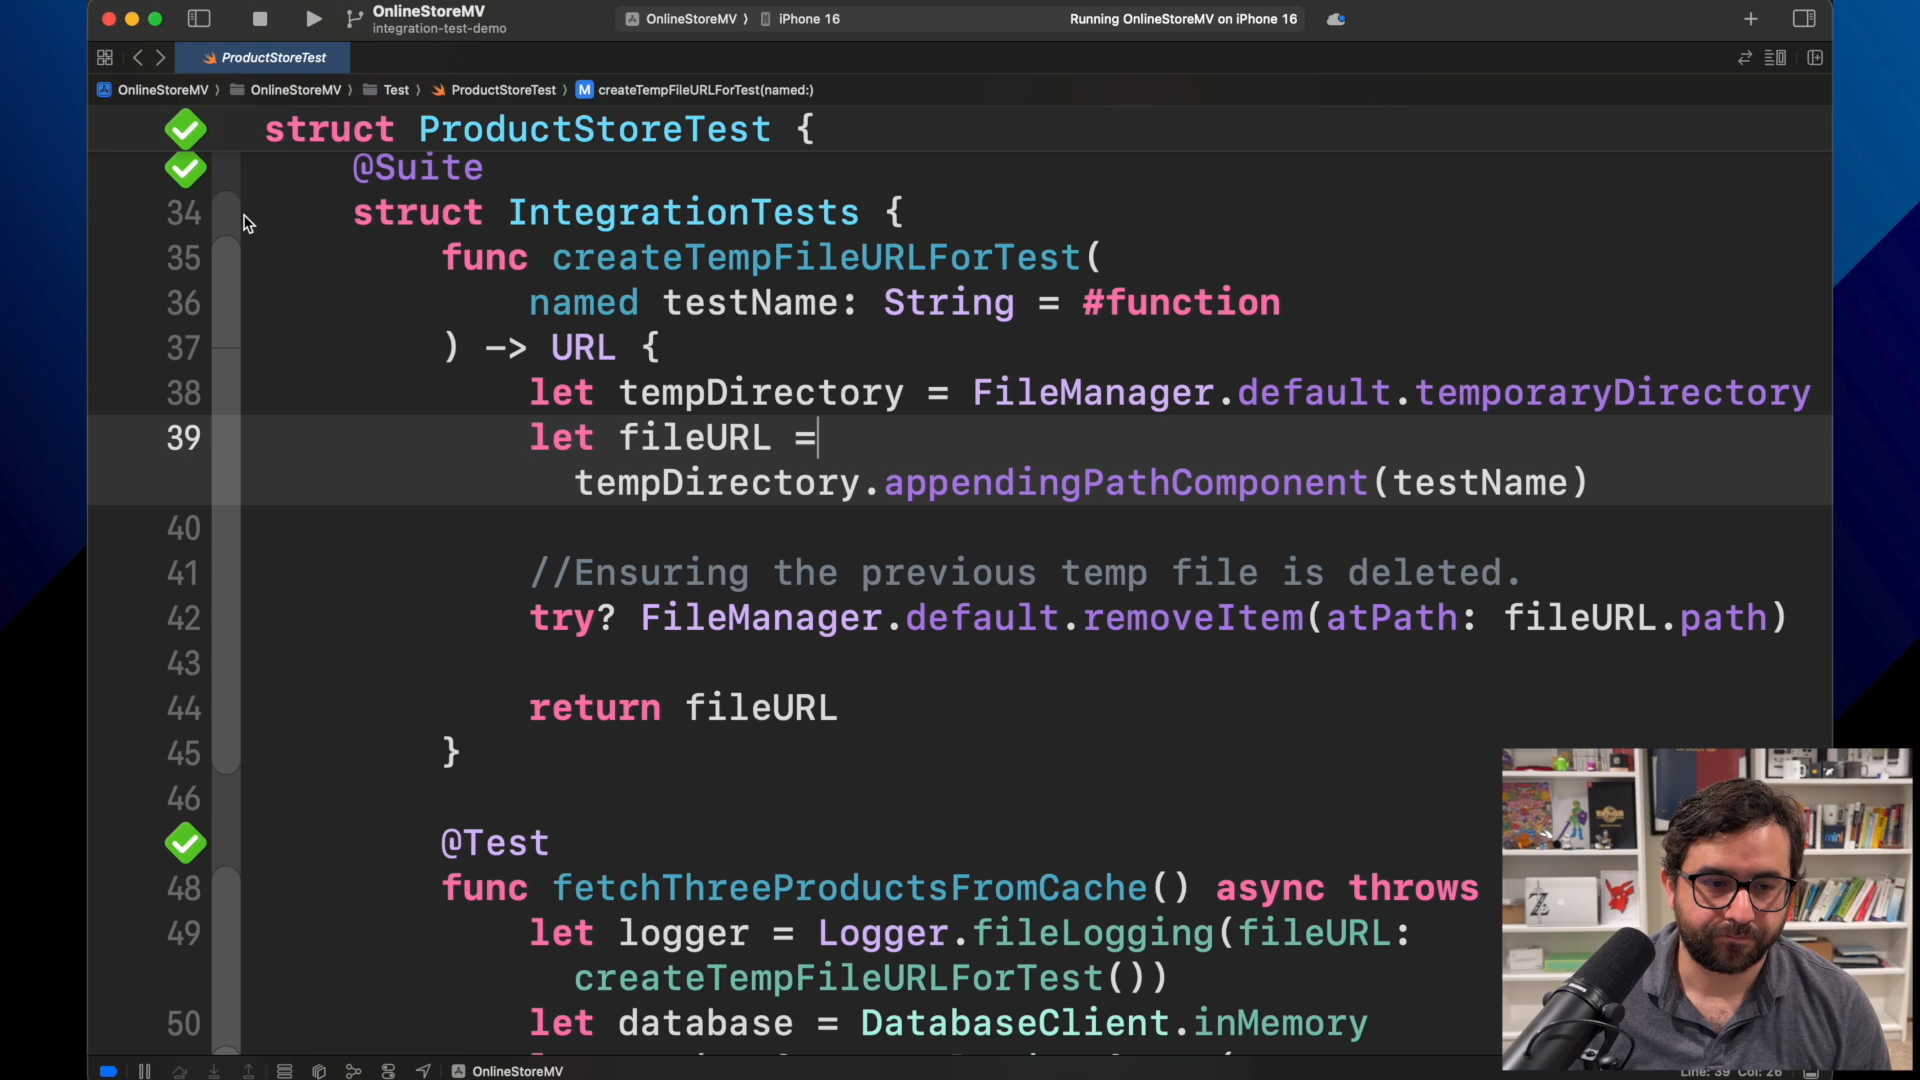 OnlineStoreMV
integration-test-demo
OnlineStoreMV 〉 iPhone 16
Running OnlineStoreMV on iPhone 16
ProductStoreTest
OnlineStoreMV 〉 OnlineStoreMV 〉 Test 〉 ProductStoreTest 〉 M createTempFileURLForTest(named:)
struct ProductStoreTest {
@Suite
34 struct IntegrationTests {
35 func createTempFileURLForTest(
36 named testName: String = #function
37 ) -> URL {
38 let tempDirectory = FileManager.default.temporaryDirectory
39 let fileURL =
tempDirectory.appendingPathComponent(testName)
40
41 //Ensuring the previous temp file is deleted.
42 try? FileManager.default.removeItem(atPath: fileURL.path)
43
44 return fileURL
45 }
46
@Test
48 func fetchThreeProductsFromCache() async throws
49 let logger = Logger.fileLogging(fileURL:
createTempFileURLForTest())
50 let database = DatabaseClient.inMemory
OnlineStoreMV
Line: 39 Col: 26